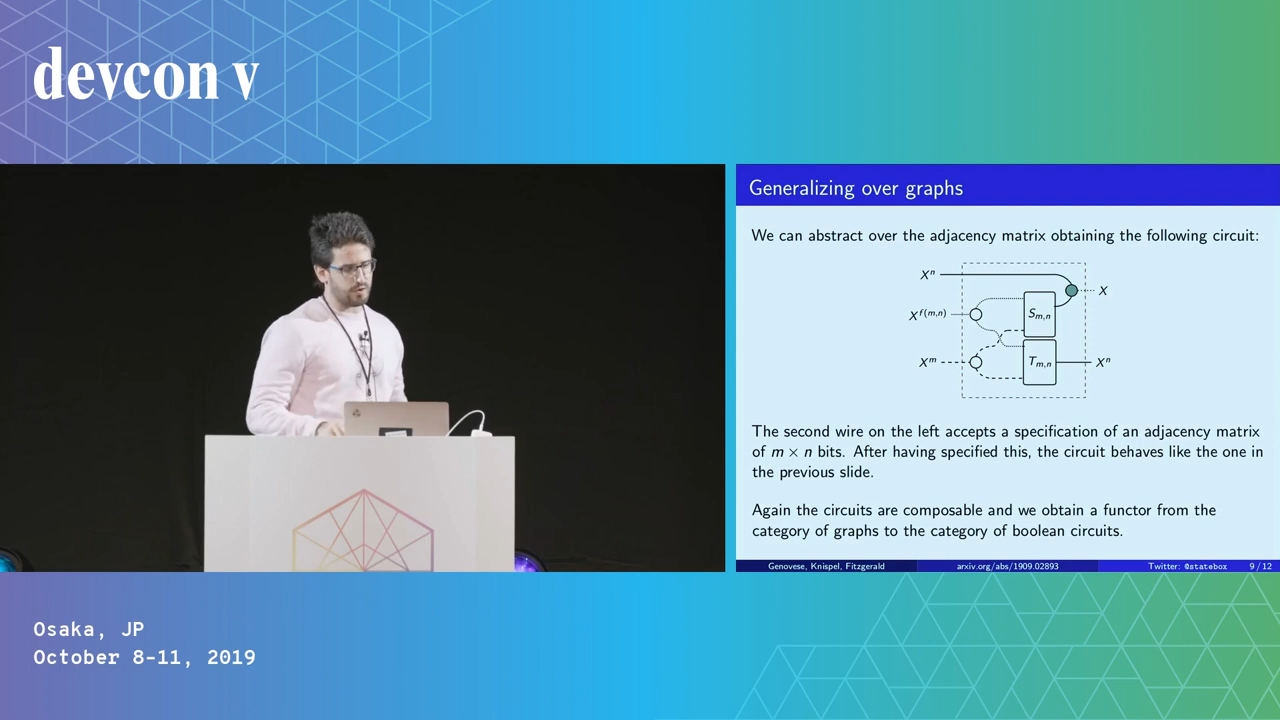 devcon v
Generalizing over graphs
We can abstract over the adjacency matrix obtaining the following circuit:
Xⁿ
X
X^f(m,n)
S_m,n
X^m
T_m,n
Xⁿ
The second wire on the left accepts a specification of an adjacency matrix
of m × n bits. After having specified this, the circuit behaves like the one in
the previous slide.
Again the circuits are composable and we obtain a functor from the
category of graphs to the category of boolean circuits.
Genovese, Knispel, Fitzgerald arxiv.org/abs/1909.02893 Twitter: @statebox 9 / 12
Osaka, JP
October 8-11, 2019